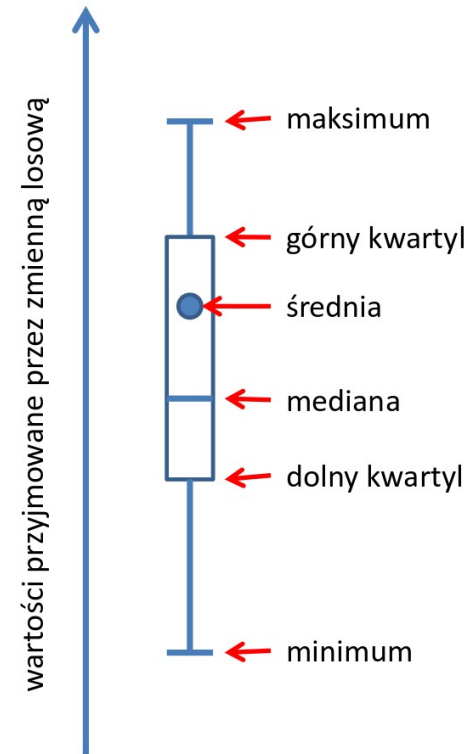 wartości przyjmowane przez zmienną losową
maksimum
górny kwartyl
średnia
mediana
dolny kwartyl
minimum